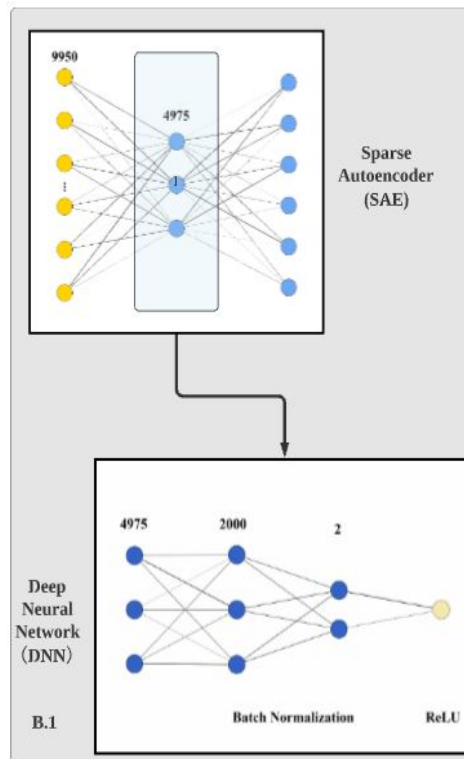 9950
4975
Sparse
Autoencoder
(SAE)
4975
2000
2
Deep
Neural
Network
(DNN)
Batch Normalization
ReLU
B.1